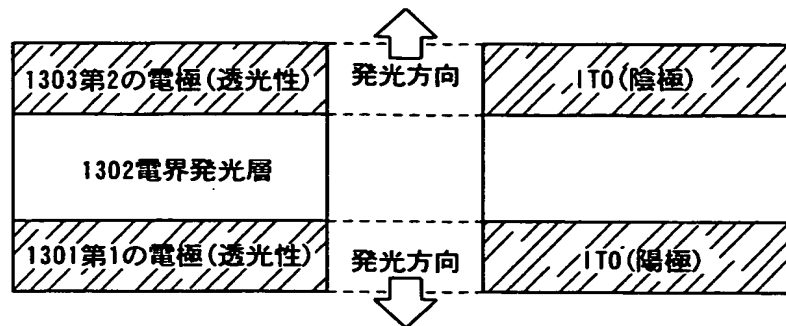 1303第2の電極(透光性)
発光方向
ITO(陰極)
1302電界発光層
1301第1の電極(透光性)
発光方向
ITO(陽極)